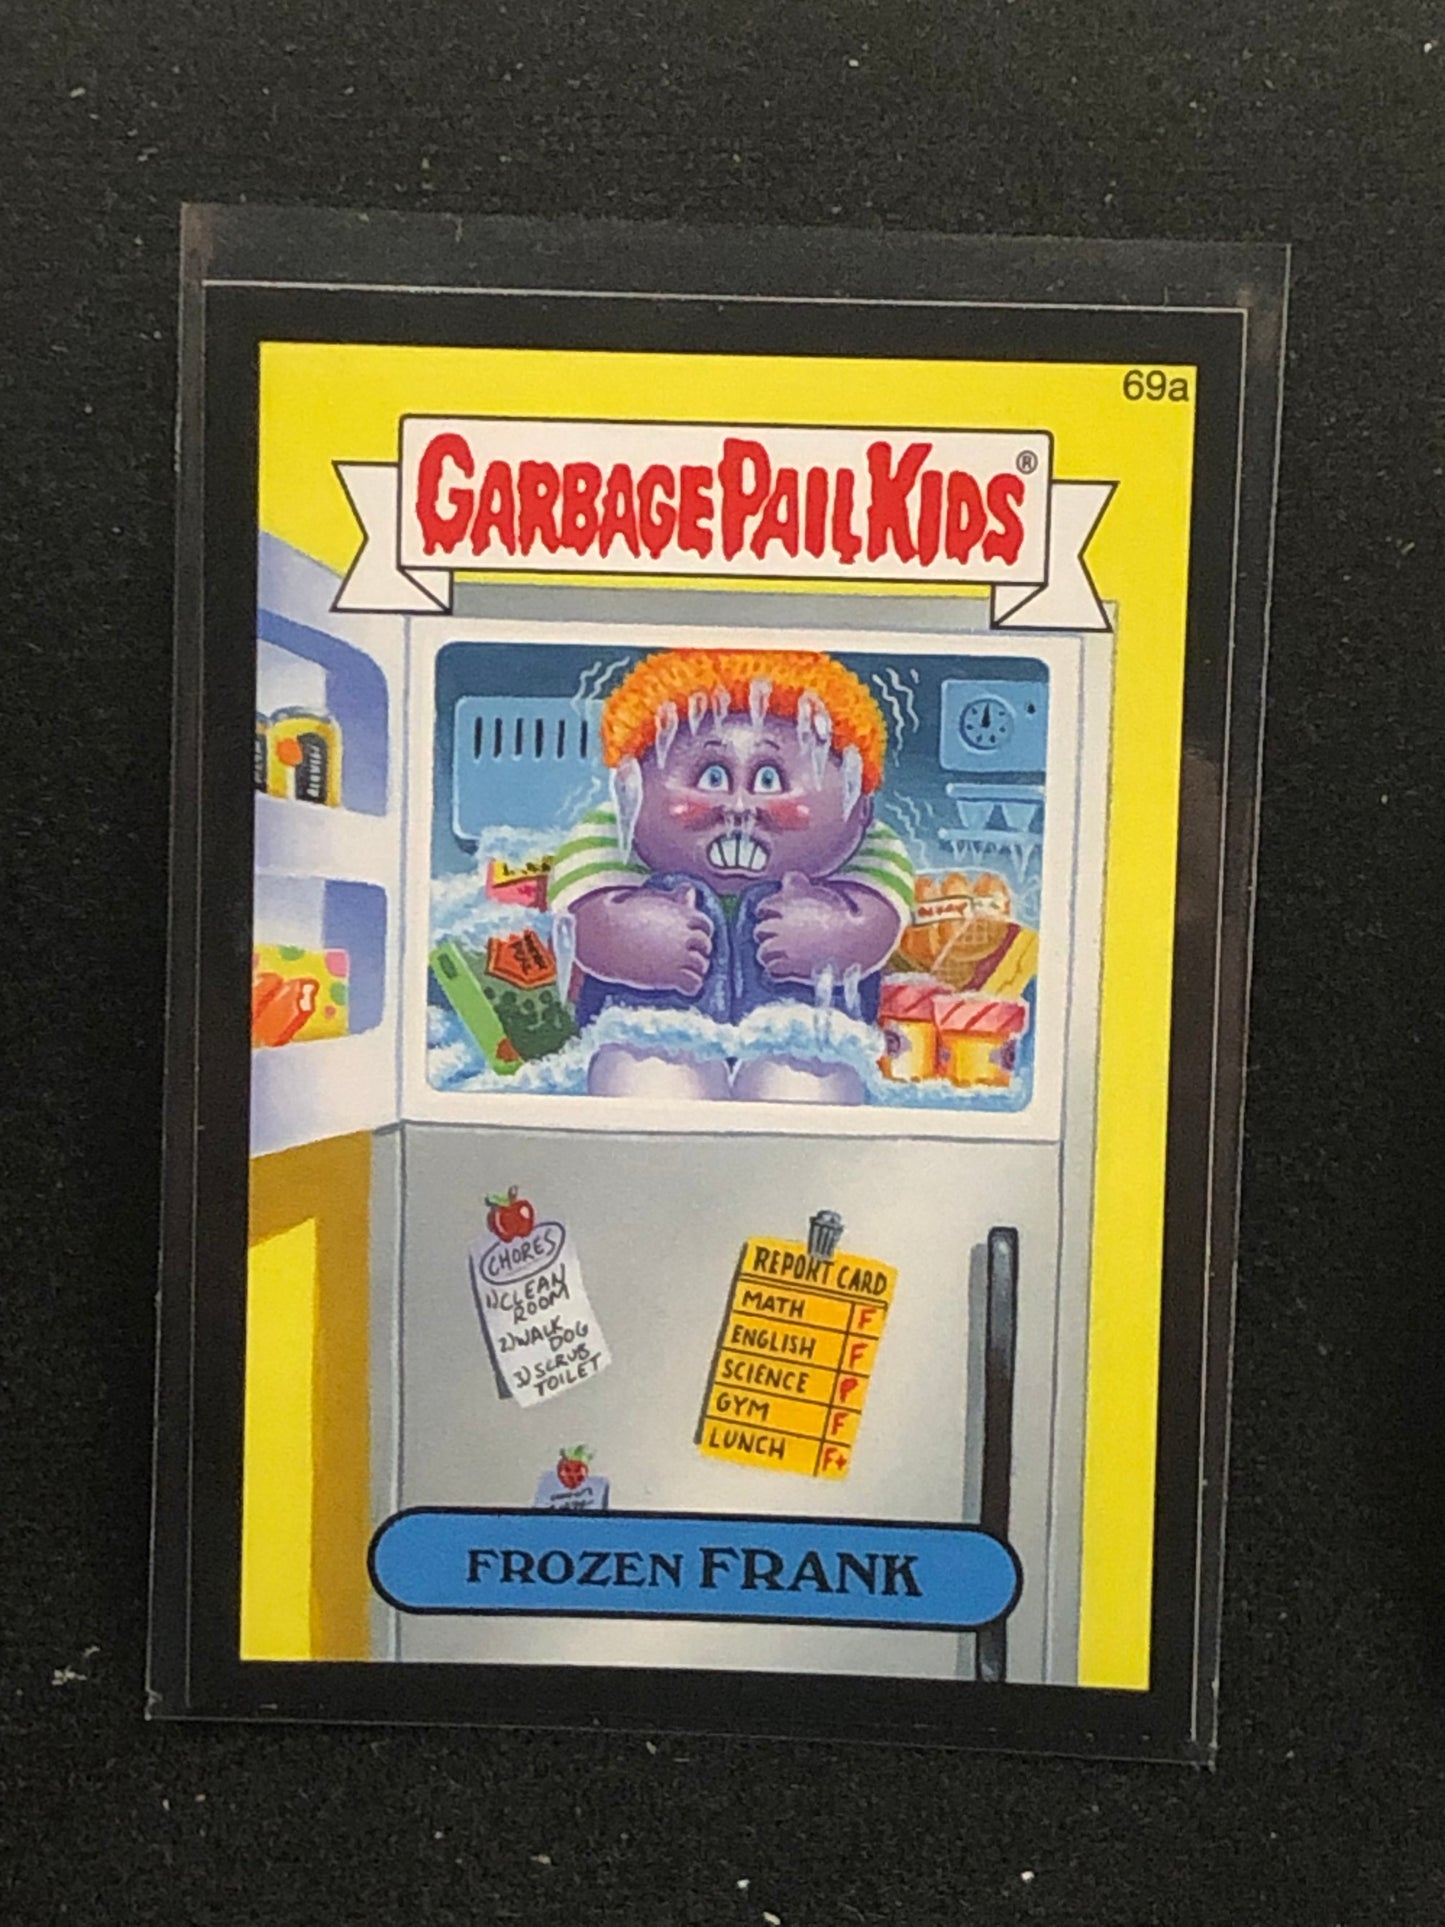 69a
GARBAGE PAIL KIDS®
CHORES
1) CLEAN
ROOM
2) WALK
DOG
3) SCRUB
TOILET
REPORT CARD
MATH F
ENGLISH F
SCIENCE F
GYM F
LUNCH F+
FROZEN FRANK